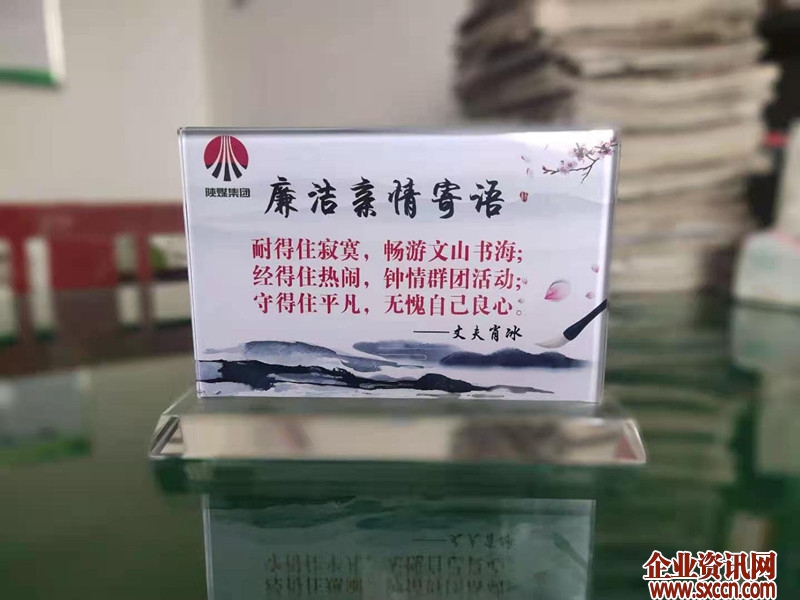 陕煤集团
廉洁亲情寄语
耐得住寂寞，畅游文山书海;
经得住热闹，钟情群团活动;
守得住平凡，无愧自己良心。
——丈夫肖冰
企业资讯网
www.sxccn.com